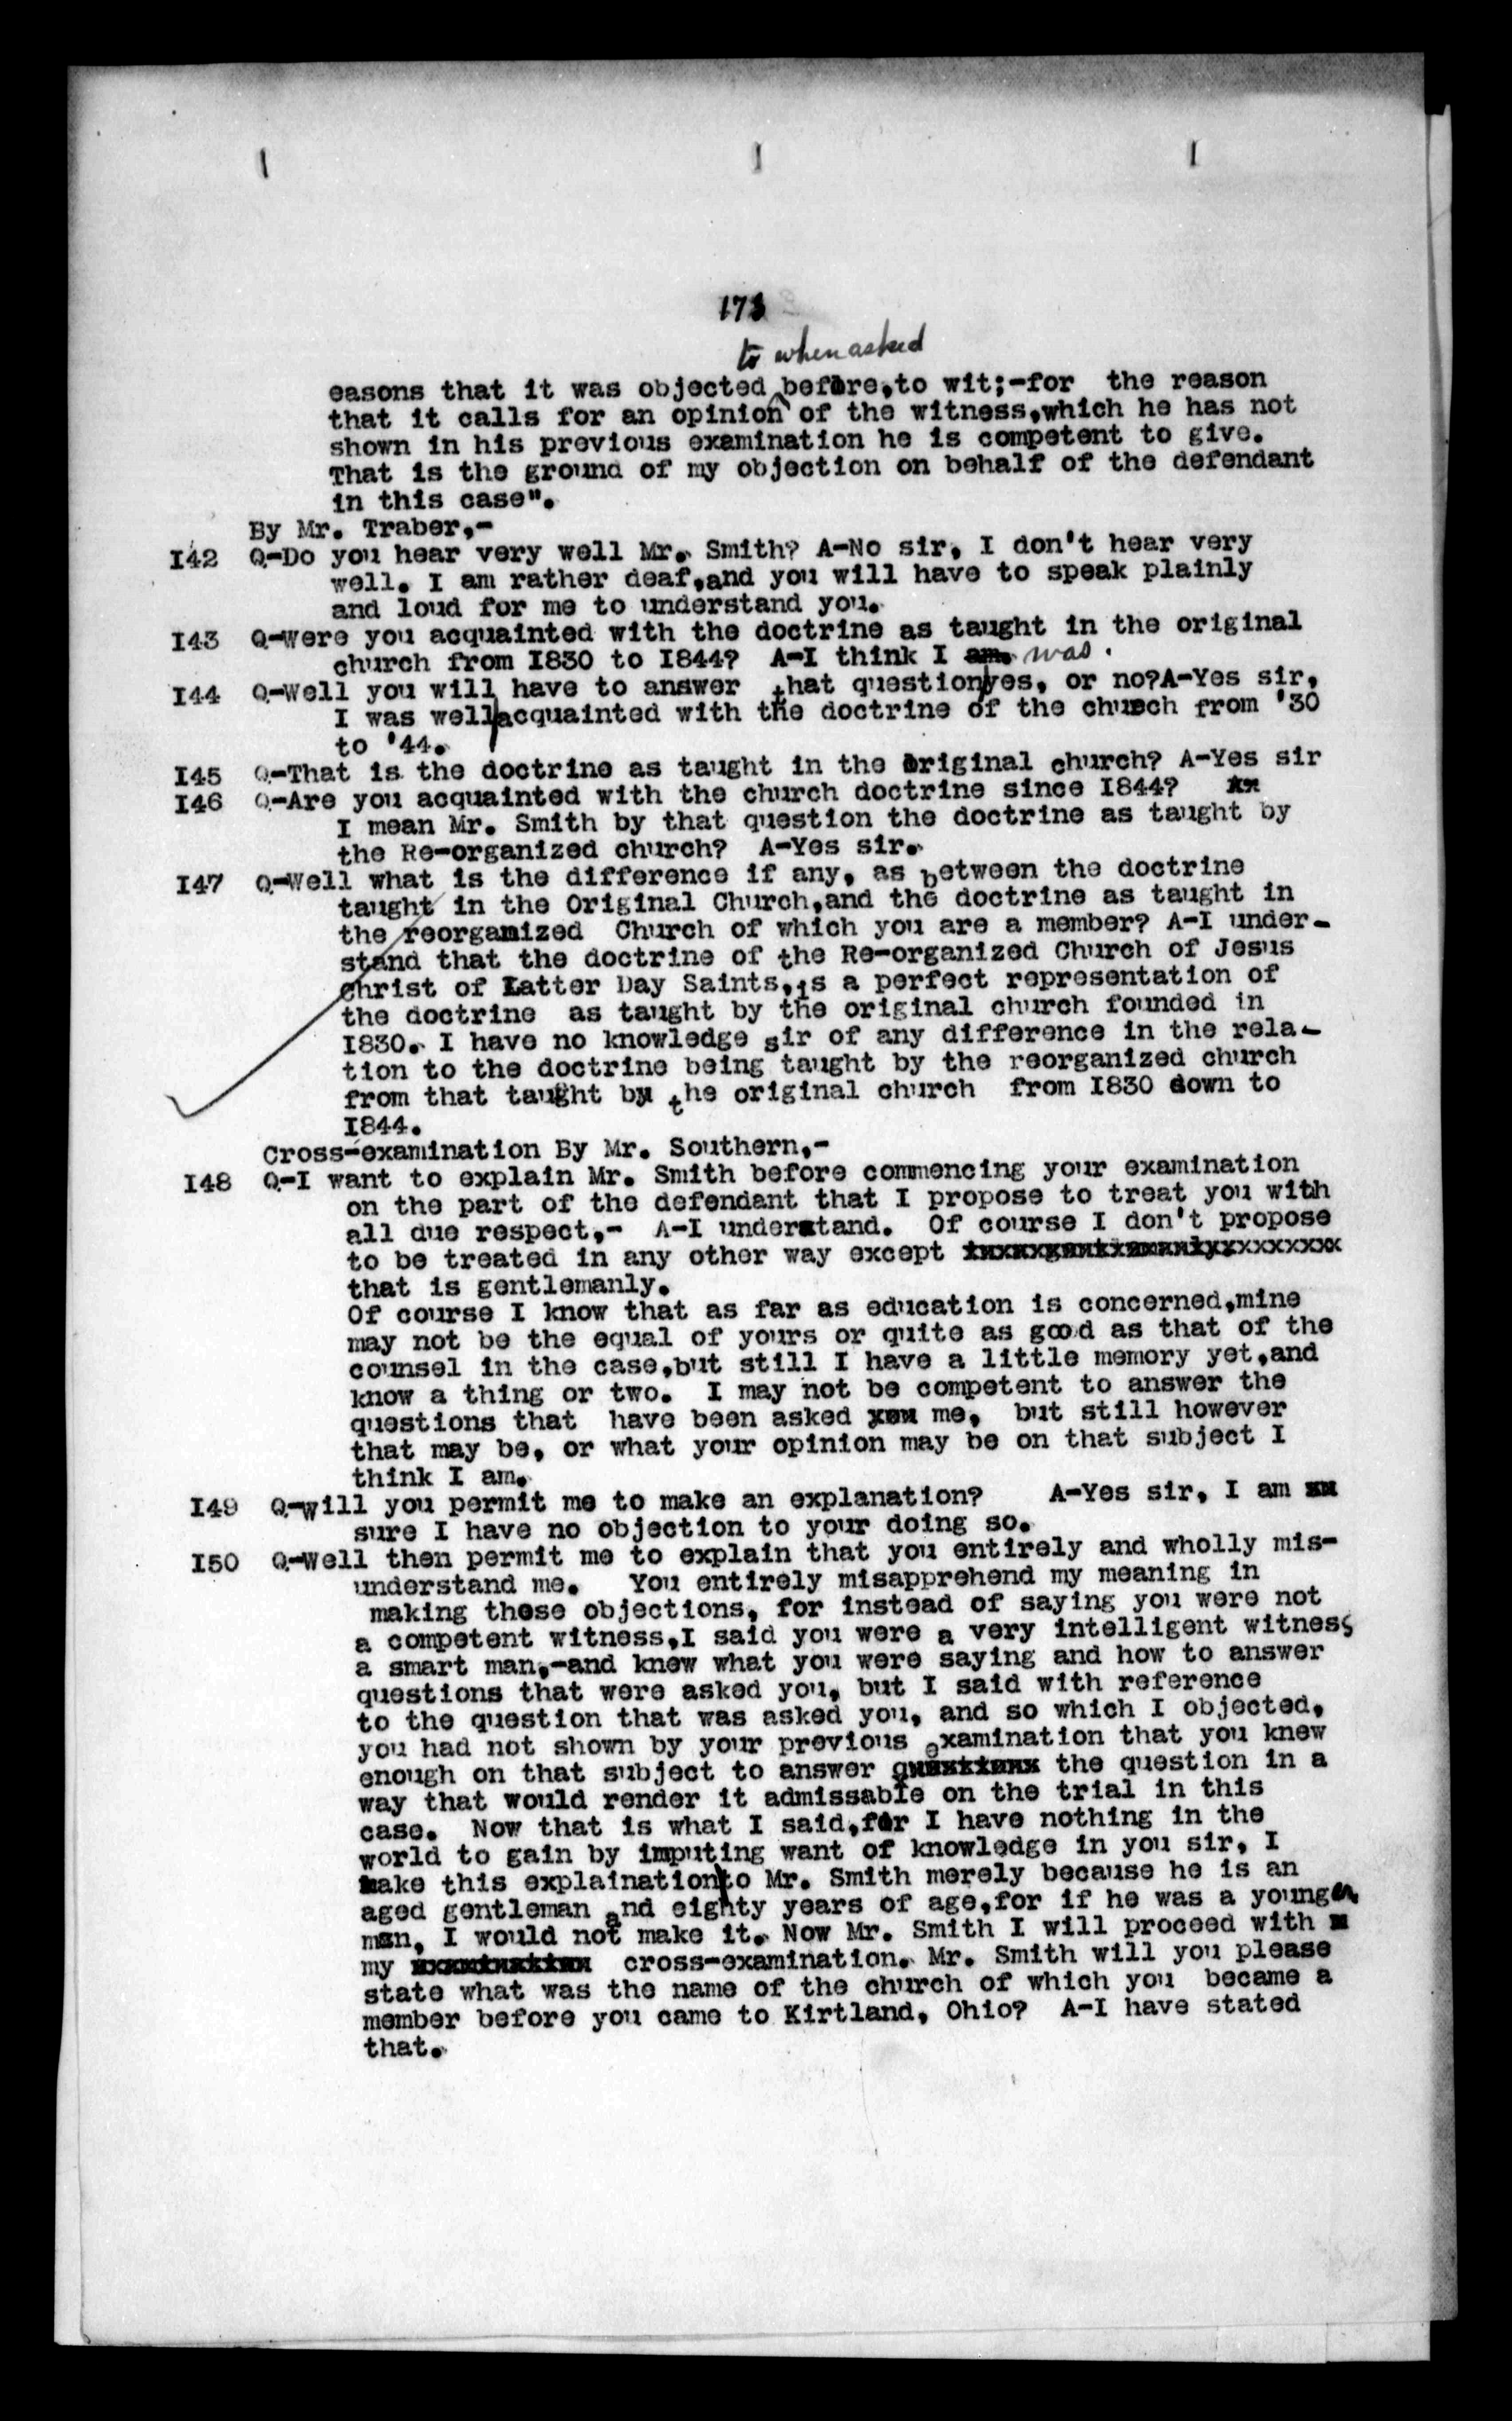 173
to when asked
easons that it was objected before,to wit;-for the reason
that it calls for an opinion of the witness,which he has not
shown in his previous examination he is competent to give.
That is the ground of my objection on behalf of the defendant
in this case".
By Mr. Traber,-
I42 Q-Do you hear very well Mr. Smith? A-No sir, I don't hear very
well. I am rather deaf,and you will have to speak plainly
and loud for me to understand you.
I43 Q-Were you acquainted with the doctrine as taught in the original
church from I830 to I844? A-I think I am. was.
I44 Q-Well you will have to answer that question yes, or no?A-Yes sir,
I was well acquainted with the doctrine of the church from '30
to '44.
I45 Q-That is the doctrine as taught in the original church? A-Yes sir
I46 Q-Are you acquainted with the church doctrine since I844?
I mean Mr. Smith by that question the doctrine as taught by
the Re-organized church? A-Yes sir.
I47 Q-Well what is the difference if any, as between the doctrine
taught in the Original Church,and the doctrine as taught in
the reorganized Church of which you are a member? A-I under-
stand that the doctrine of the Re-organized Church of Jesus
Christ of Latter Day Saints,is a perfect representation of
the doctrine as taught by the original church founded in
I830. I have no knowledge sir of any difference in the rela-
tion to the doctrine being taught by the reorganized church
from that taught by the original church from I830 down to
I844.
Cross-examination By Mr. Southern,-
I48 Q-I want to explain Mr. Smith before commencing your examination
on the part of the defendant that I propose to treat you with
all due respect,- A-I understand. Of course I don't propose
to be treated in any other way except
that is gentlemanly.
Of course I know that as far as education is concerned,mine
may not be the equal of yours or quite as good as that of the
counsel in the case,but still I have a little memory yet,and
know a thing or two. I may not be competent to answer the
questions that have been asked me, but still however
that may be, or what your opinion may be on that subject I
think I am.
I49 Q-Will you permit me to make an explanation? A-Yes sir, I am
sure I have no objection to your doing so.
I50 Q-Well then permit me to explain that you entirely and wholly mis-
understand me. You entirely misapprehend my meaning in
making these objections, for instead of saying you were not
a competent witness,I said you were a very intelligent witness
a smart man,-and knew what you were saying and how to answer
questions that were asked you, but I said with reference
to the question that was asked you, and so which I objected,
you had not shown by your previous examination that you knew
enough on that subject to answer the question in a
way that would render it admissable on the trial in this
case. Now that is what I said,for I have nothing in the
world to gain by imputing want of knowledge in you sir, I
make this explaination to Mr. Smith merely because he is an
aged gentleman and eighty years of age,for if he was a younger
man, I would not make it. Now Mr. Smith I will proceed with
my cross-examination. Mr. Smith will you please
state what was the name of the church of which you became a
member before you came to Kirtland, Ohio? A-I have stated
that.